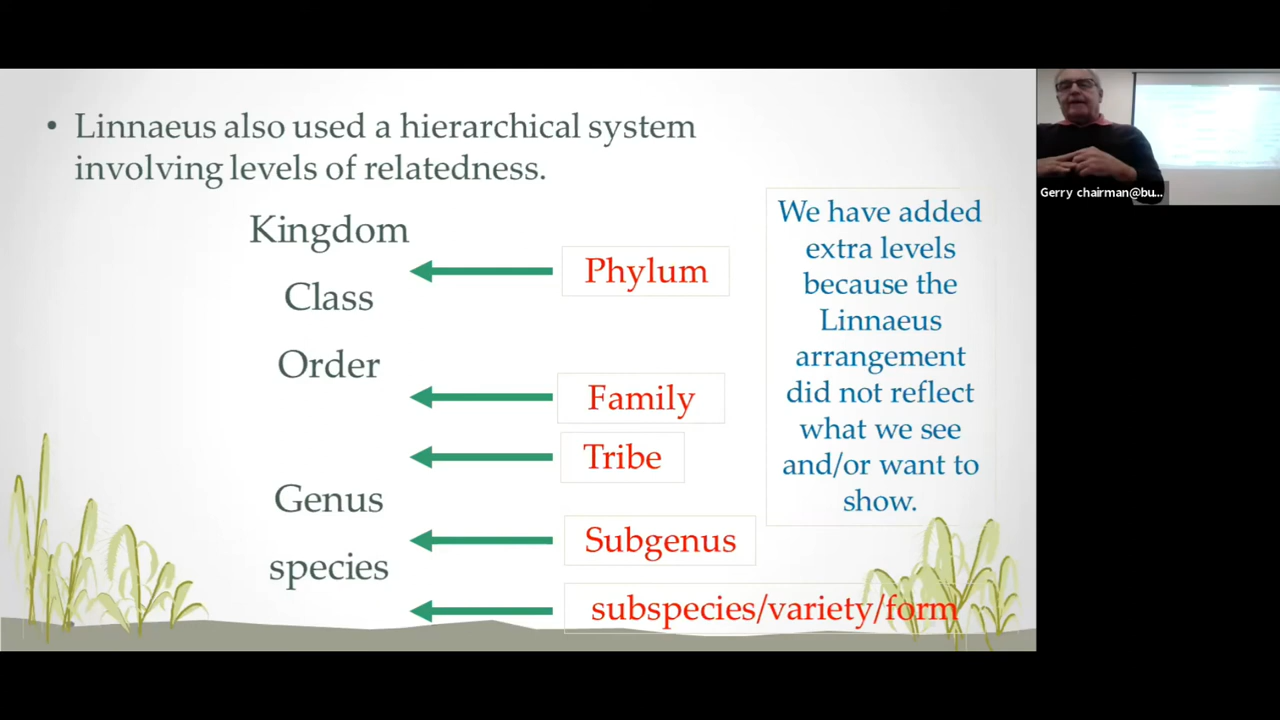 • Linnaeus also used a hierarchical system
involving levels of relatedness.
Kingdom
Phylum
Class
Order
Family
Tribe
Genus
Subgenus
species
subspecies/variety/form
We have added
extra levels
because the
Linnaeus
arrangement
did not reflect
what we see
and/or want to
show.
Gerry chairman@bu...